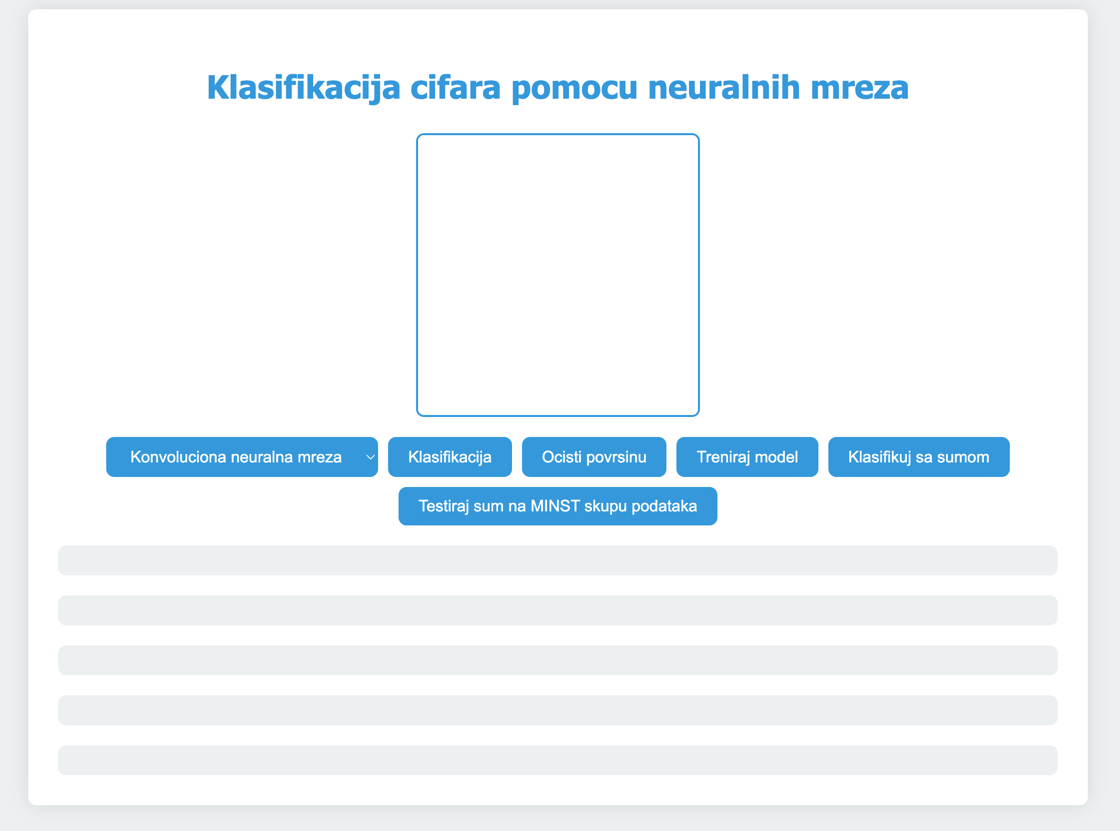 Klasifikacija cifara pomocu neuralnih mreza
Konvoluciona neuralna mreza
Klasifikacija
Ocisti povrsinu
Treniraj model
Klasifikuj sa sumom
Testiraj sum na MINST skupu podataka